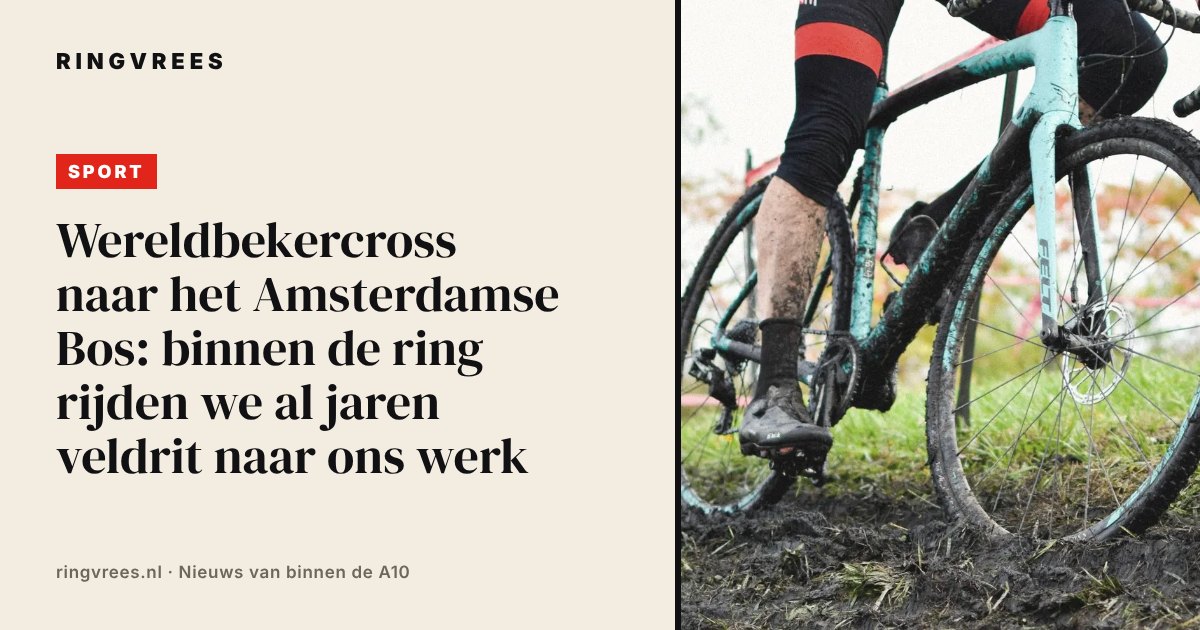 RINGVREES
SPORT
Wereldbekercross
naar het Amsterdamse
Bos: binnen de ring
rijden we al jaren
veldrit naar ons werk
ringvrees.nl · Nieuws van binnen de A10
FELT